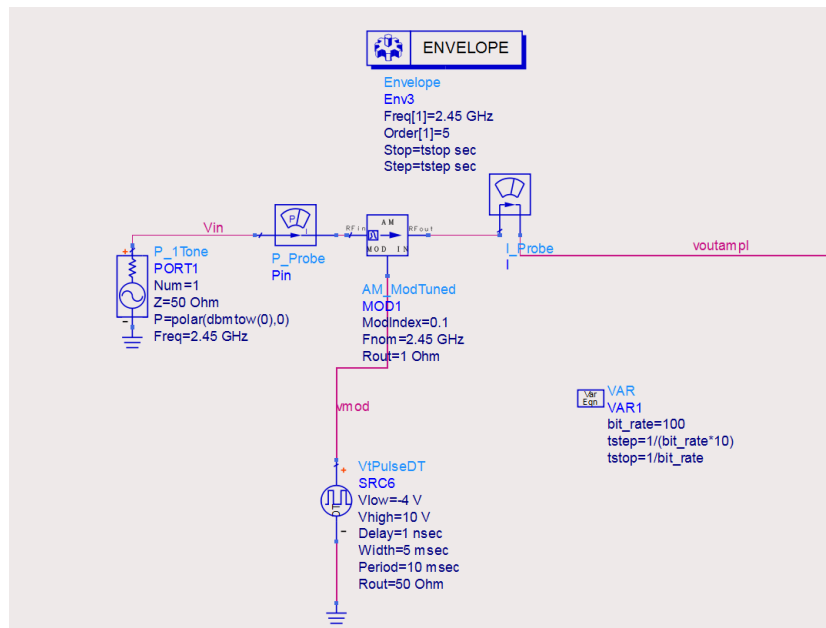 ENVELOPE
Envelope
Env3
Freq[1]=2.45 GHz
Order[1]=5
Stop=tstop sec
Step=tstep sec
Vin
P_1Tone
PORT1
Num=1
Z=50 Ohm
P=polar(dbmtow(0),0)
Freq=2.45 GHz
P
I
P_Probe
Pin
RFin
AM
MOD IN
RFout
AM_ModTuned
MOD1
ModIndex=0.1
Fnom=2.45 GHz
Rout=1 Ohm
I_Probe
I
voutampl
vmod
VtPulseDT
SRC6
Vlow=-4 V
Vhigh=10 V
Delay=1 nsec
Width=5 msec
Period=10 msec
Rout=50 Ohm
DT
Var
Eqn
VAR
VAR1
bit_rate=100
tstep=1/(bit_rate*10)
tstop=1/bit_rate